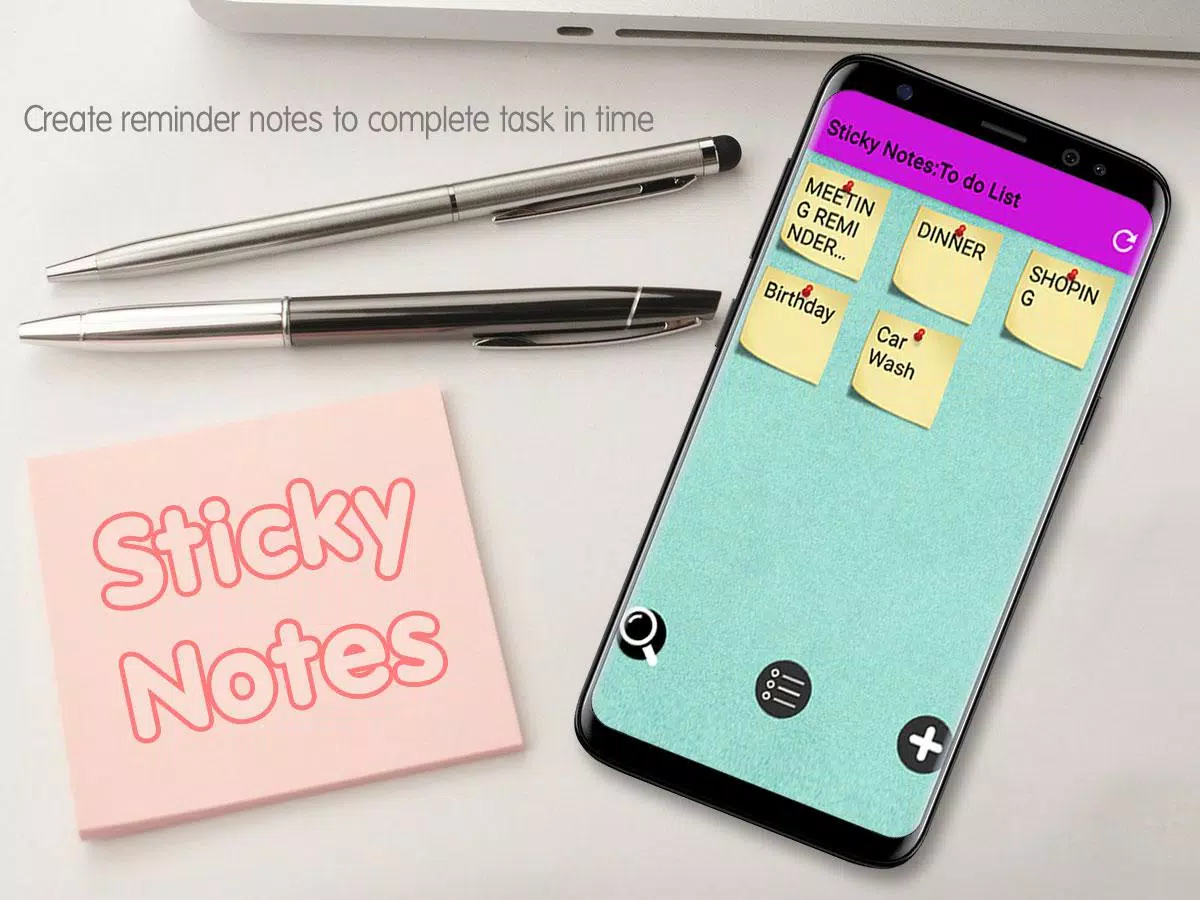 Create reminder notes to complete task in time
Sticky Notes:To do List
MEETIN
G REMI
NDER...
DINNER
SHOPIN
G
Birthday
Car
Wash
Sticky
Notes